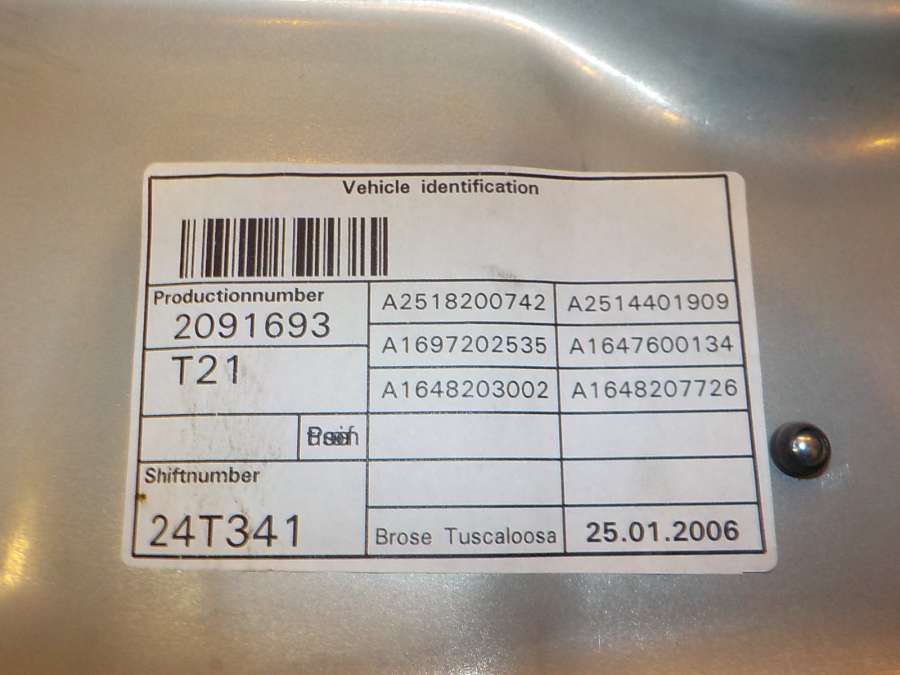 Vehicle identification
Productionnumber
2091693
T21
Shiftnumber
24T341
A2518200742 A2514401909
A1697202535 A1647600134
A1648203002 A1648207726
Brose Tuscaloosa 25.01.2006